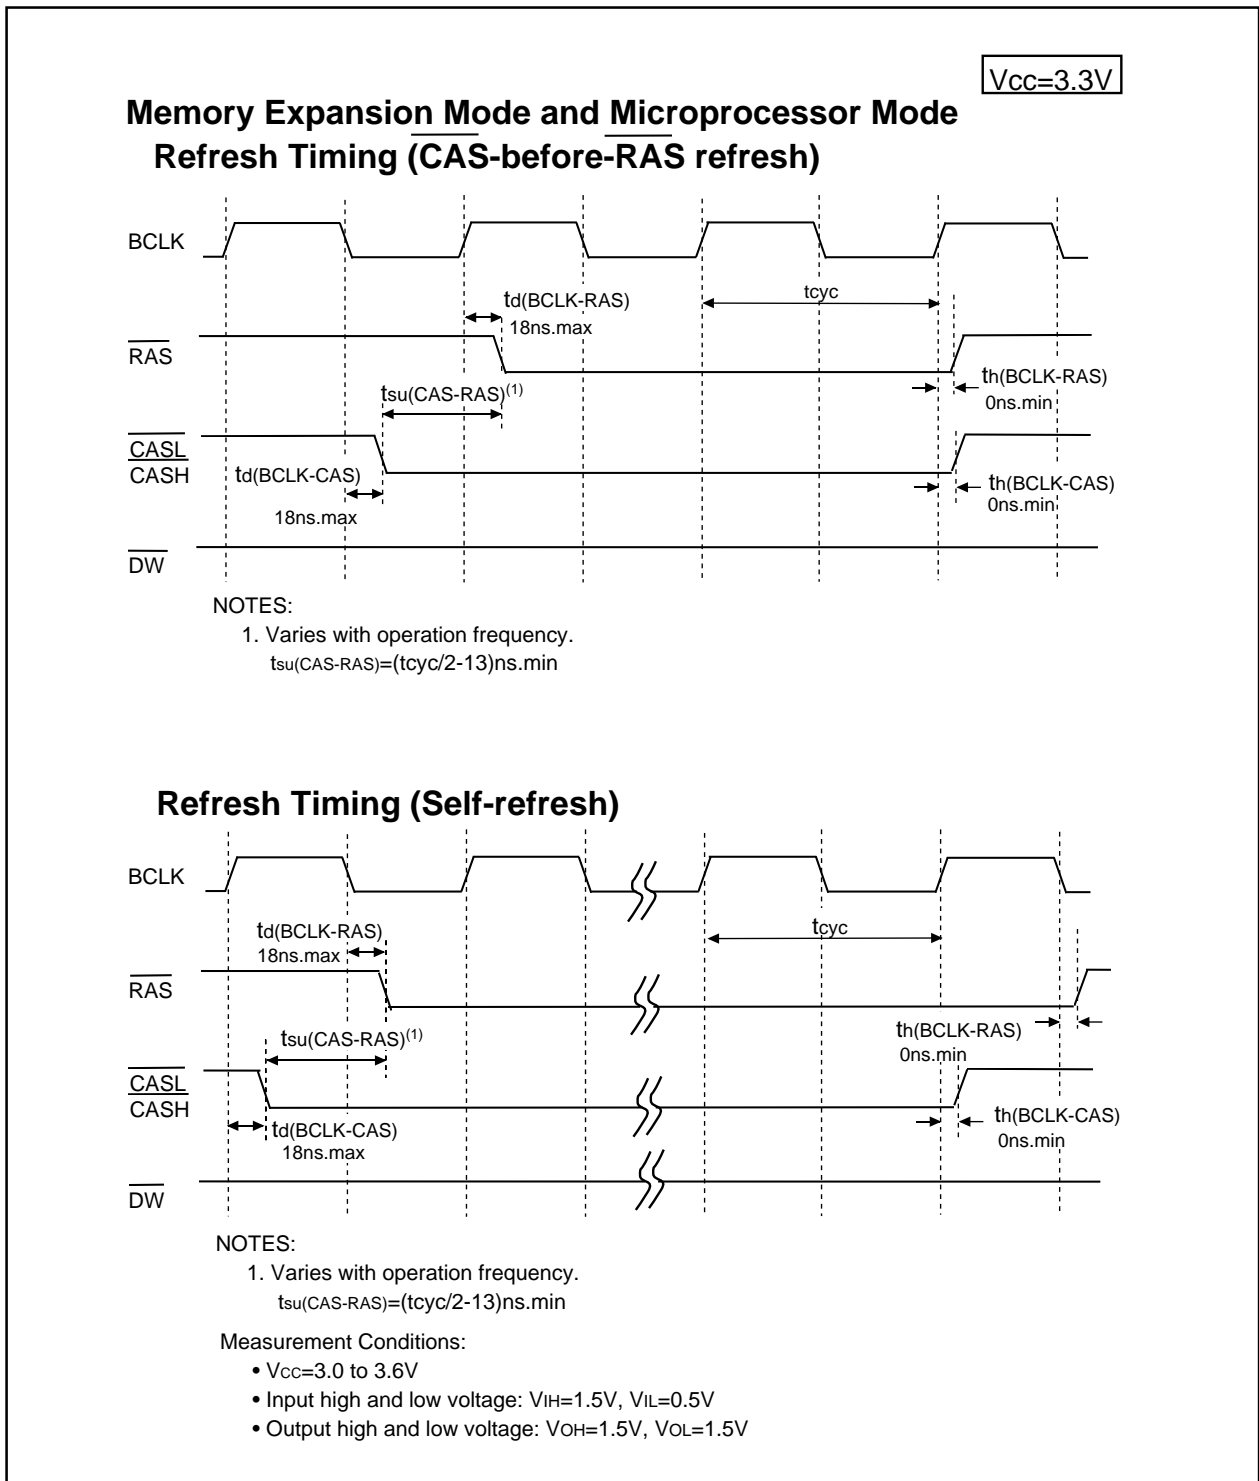 Vcc=3.3V
Memory Expansion Mode and Microprocessor Mode
Refresh Timing (CAS-before-RAS refresh)
BCLK
td(BCLK-RAS)
18ns.max
tcyc
RAS
th(BCLK-RAS)
0ns.min
tsu(CAS-RAS)(1)
CASL
CASH
td(BCLK-CAS)
18ns.max
th(BCLK-CAS)
0ns.min
DW
NOTES:
1. Varies with operation frequency.
tsu(CAS-RAS)=(tcyc/2-13)ns.min
Refresh Timing (Self-refresh)
BCLK
td(BCLK-RAS)
18ns.max
tcyc
RAS
tsu(CAS-RAS)(1)
th(BCLK-RAS)
0ns.min
CASL
CASH
td(BCLK-CAS)
18ns.max
th(BCLK-CAS)
0ns.min
DW
NOTES:
1. Varies with operation frequency.
tsu(CAS-RAS)=(tcyc/2-13)ns.min
Measurement Conditions:
• VCC=3.0 to 3.6V
• Input high and low voltage: VIH=1.5V, VIL=0.5V
• Output high and low voltage: VOH=1.5V, VOL=1.5V